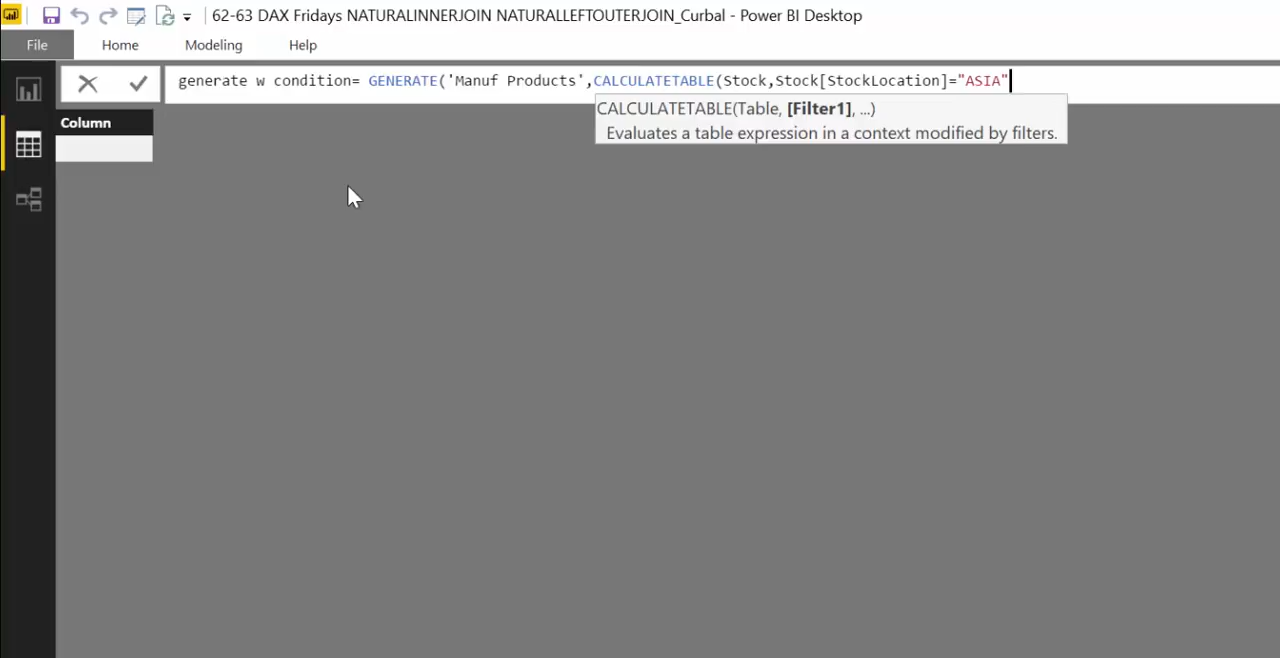 62-63 DAX Fridays NATURALINNERJOIN NATURALLEFTOUTERJOIN_Curbal - Power BI Desktop
File Home Modeling Help
generate w condition= GENERATE('Manuf Products',CALCULATETABLE(Stock,Stock[StockLocation]="ASIA"
CALCULATETABLE(Table, [Filter1], ...)
Column
Evaluates a table expression in a context modified by filters.